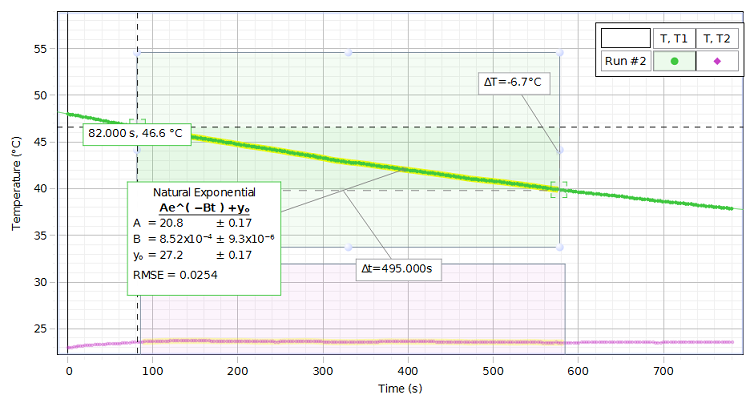 T, T1 T, T2
Run #2
ΔT=-6.7°C
82.000 s, 46.6 °C
Natural Exponential
Ae^( −Bt ) +y₀
A = 20.8 ± 0.17
B = 8.52x10⁻⁴ ± 9.3x10⁻⁶
y₀ = 27.2 ± 0.17
RMSE = 0.0254
Δt=495.000s
Temperature (°C)
55
50
45
40
35
30
25
0 100 200 300 400 500 600 700
Time (s)